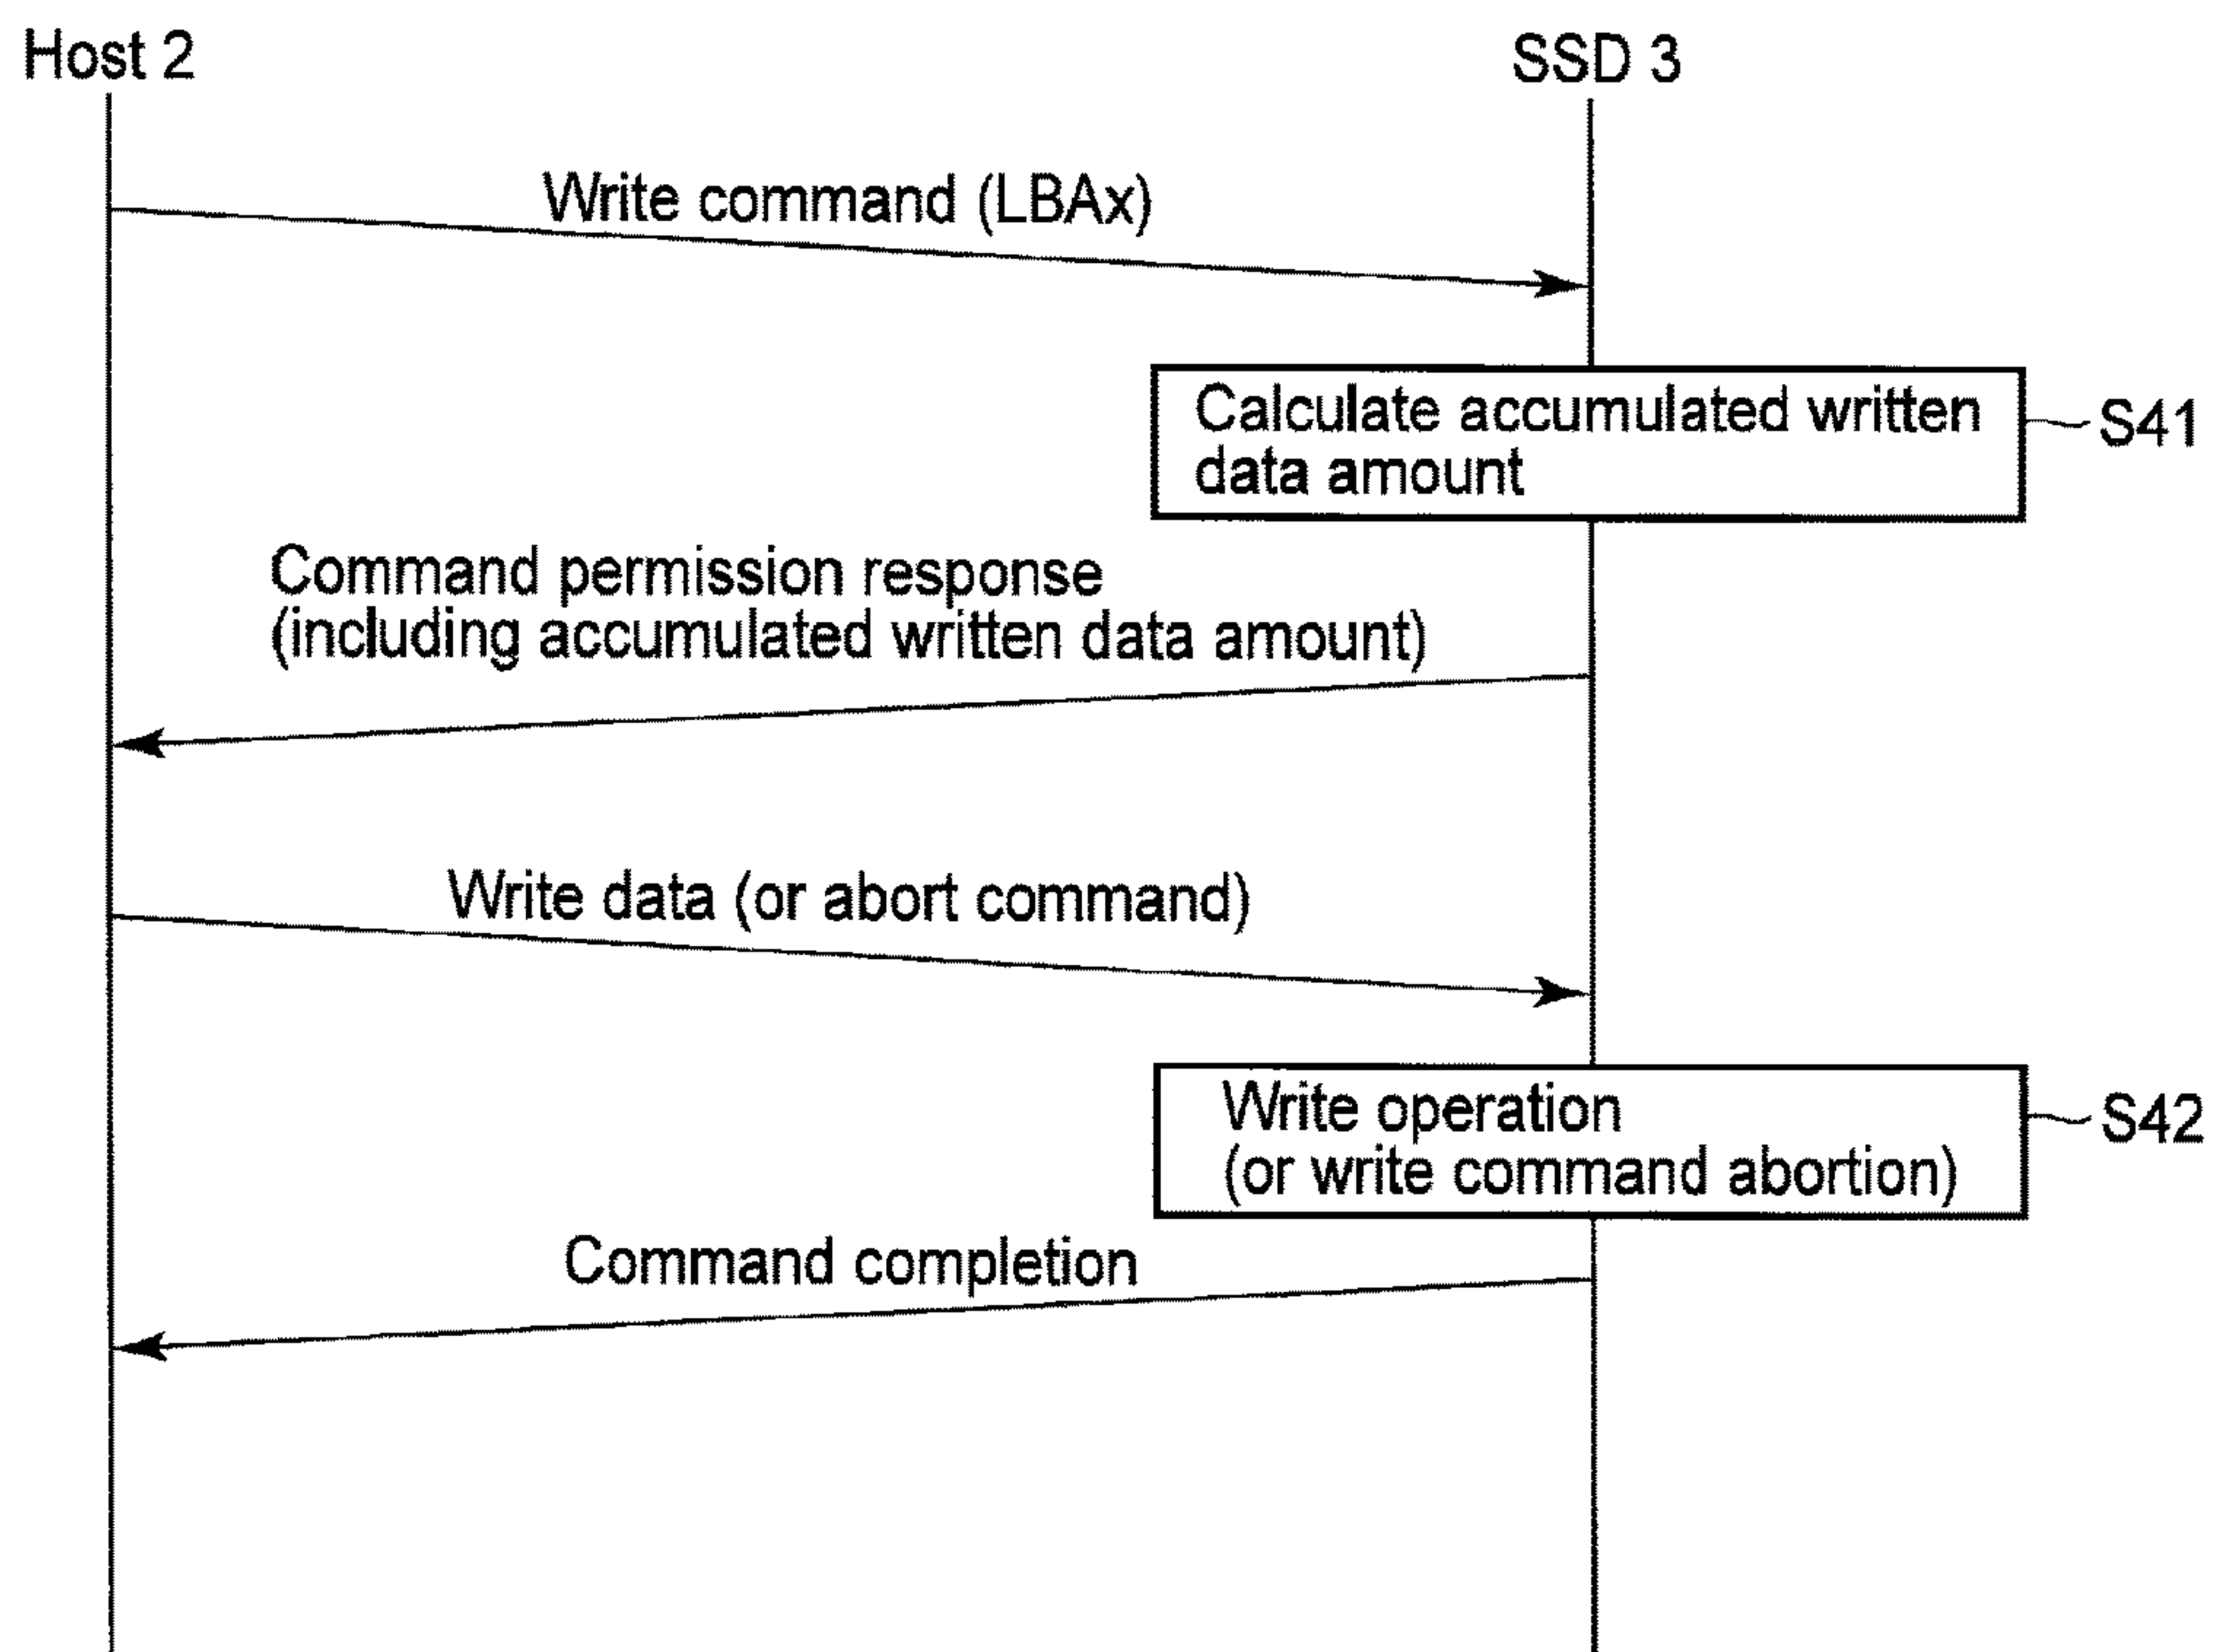 Host 2
SSD 3
Write command (LBAx)
Calculate accumulated written
data amount
S41
Command permission response
(including accumulated written data amount)
Write data (or abort command)
Write operation
(or write command abortion)
S42
Command completion